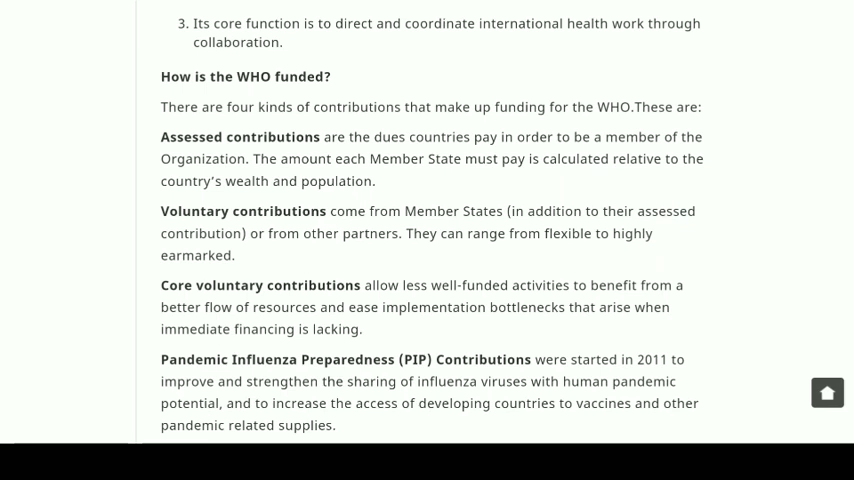 3. Its core function is to direct and coordinate international health work through
collaboration.
How is the WHO funded?
There are four kinds of contributions that make up funding for the WHO.These are:
Assessed contributions are the dues countries pay in order to be a member of the
Organization. The amount each Member State must pay is calculated relative to the
country’s wealth and population.
Voluntary contributions come from Member States (in addition to their assessed
contribution) or from other partners. They can range from flexible to highly
earmarked.
Core voluntary contributions allow less well-funded activities to benefit from a
better flow of resources and ease implementation bottlenecks that arise when
immediate financing is lacking.
Pandemic Influenza Preparedness (PIP) Contributions were started in 2011 to
improve and strengthen the sharing of influenza viruses with human pandemic
potential, and to increase the access of developing countries to vaccines and other
pandemic related supplies.